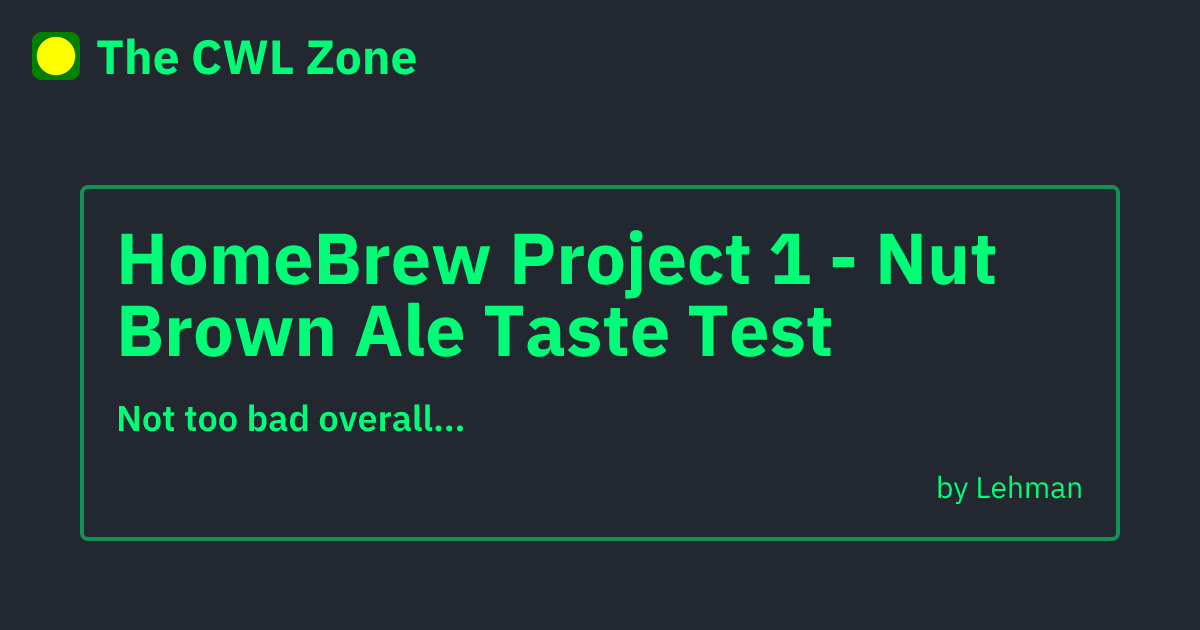 The CWL Zone
HomeBrew Project 1 - Nut
Brown Ale Taste Test
Not too bad overall...
by Lehman